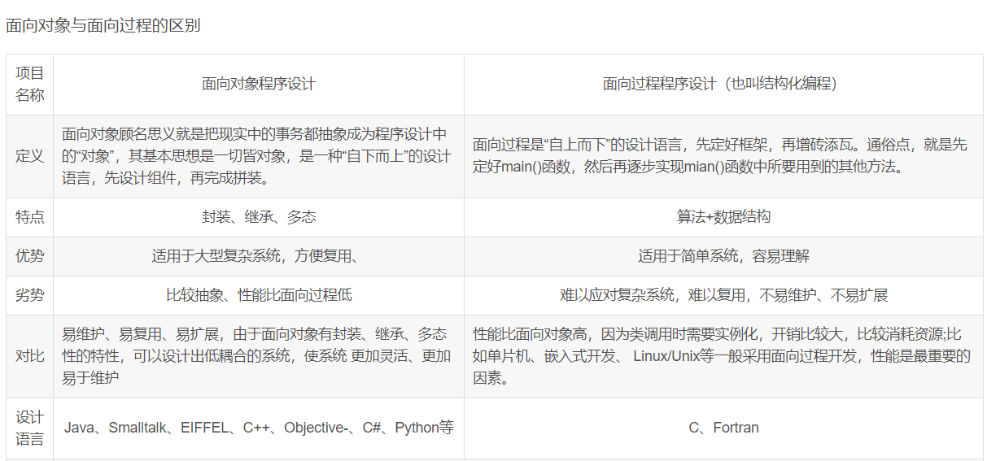 面向对象与面向过程的区别
项目
名称
面向对象程序设计
面向过程程序设计（也叫结构化编程）
定义
面向对象顾名思义就是把现实中的事务都抽象成为程序设计中
的“对象”，其基本思想是一切皆对象，是一种“自下而上”的设计
语言，先设计组件，再完成拼装。
面向过程是“自上而下”的设计语言，先定好框架，再增砖添瓦。通俗点，就是先
定好main()函数，然后再逐步实现mian()函数中所要用到的其他方法。
特点
封装、继承、多态
算法+数据结构
优势
适用于大型复杂系统，方便复用、
适用于简单系统，容易理解
劣势
比较抽象、性能比面向过程低
难以应对复杂系统，难以复用，不易维护、不易扩展
对比
易维护、易复用、易扩展，由于面向对象有封装、继承、多态
性的特性，可以设计出低耦合的系统，使系统 更加灵活、更加
易于维护
性能比面向对象高，因为类调用时需要实例化，开销比较大，比较消耗资源;比
如单片机、嵌入式开发、 Linux/Unix等一般采用面向过程开发，性能是最重要的
因素。
设计
语言
Java、Smalltalk、EIFFEL、C++、Objective-、C#、Python等
C、Fortran